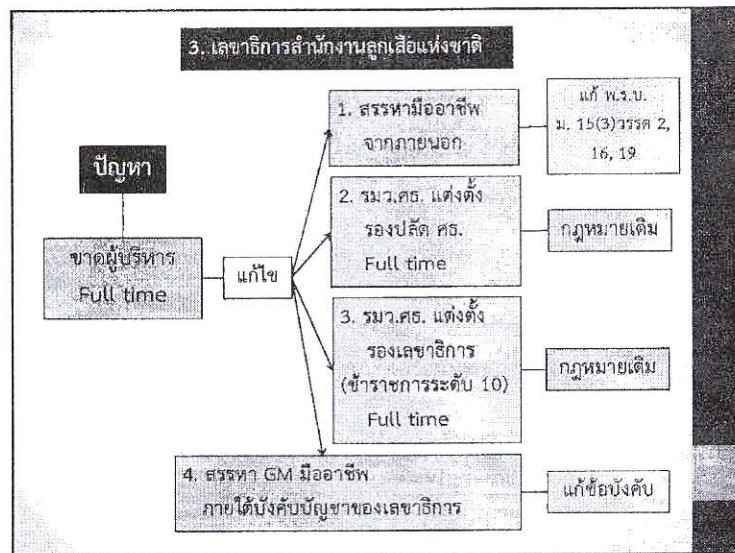 3. เลขาธิการสำนักงานลูกเสือแห่งชาติ
ปัญหา
ขาดผู้บริหาร
Full time
แก้ไข
1. สรรหามืออาชีพ
จากภายนอก
แก้ พ.ร.บ.
ม. 15(3)วรรค 2,
16, 19
2. รมว.ศธ. แต่งตั้ง
รองปลัด ศธ.
Full time
กฎหมายเดิม
3. รมว.ศธ. แต่งตั้ง
รองเลขาธิการ
(ข้าราชการระดับ 10)
Full time
กฎหมายเดิม
4. สรรหา GM มืออาชีพ
ภายใต้บังคับบัญชาของเลขาธิการ
แก้ข้อบังคับ